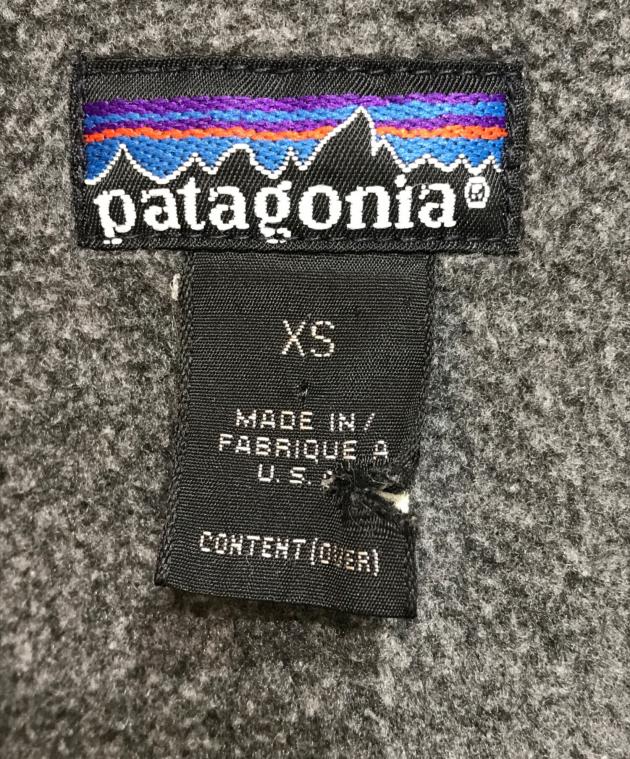 patagonia®
XS
MADE IN/
FABRIQUE A
U.S.
CONTENT(OVER)